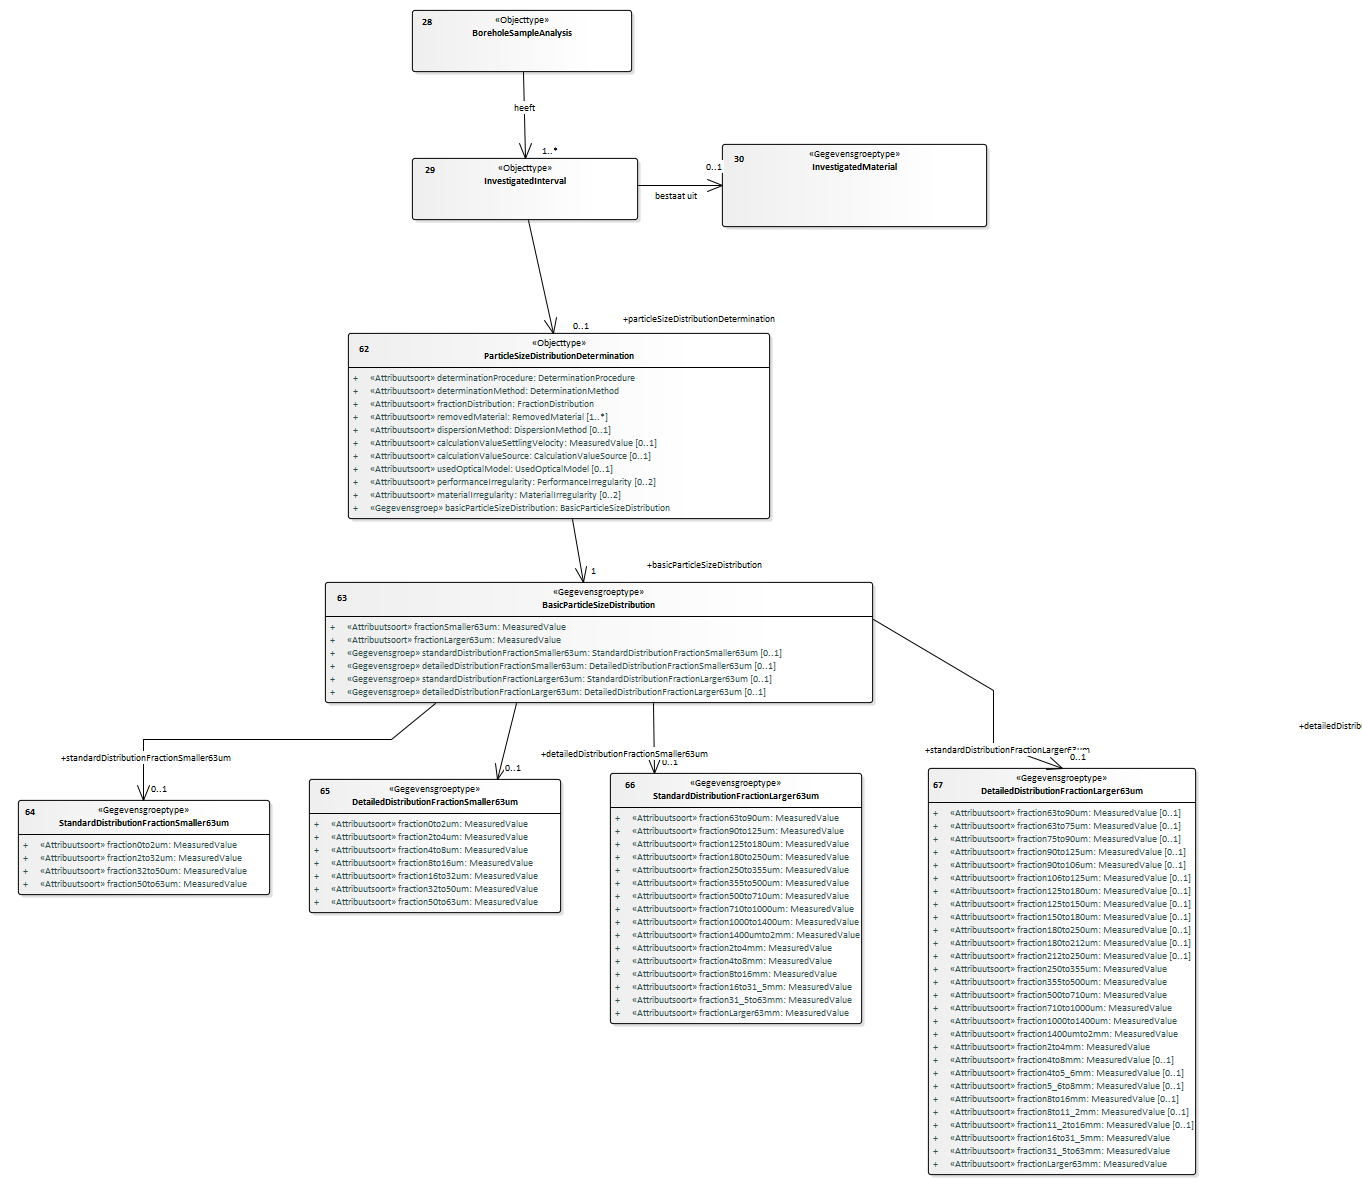 28
«Objecttype»
BoreholeSampleAnalysis
heeft
1..*
29
«Objecttype»
InvestigatedInterval
0..1
bestaat uit
30
«Gegevensgroeptype»
InvestigatedMaterial
0..1
+particleSizeDistributionDetermination
62
«Objecttype»
ParticleSizeDistributionDetermination
+ «Attribuutsoort» determinationProcedure: DeterminationProcedure
+ «Attribuutsoort» determinationMethod: DeterminationMethod
+ «Attribuutsoort» fractionDistribution: FractionDistribution
+ «Attribuutsoort» removedMaterial: RemovedMaterial [1..*]
+ «Attribuutsoort» dispersionMethod: DispersionMethod [0..1]
+ «Attribuutsoort» calculationValueSettlingVelocity: MeasuredValue [0..1]
+ «Attribuutsoort» calculationValueSource: CalculationValueSource [0..1]
+ «Attribuutsoort» usedOpticalModel: UsedOpticalModel [0..1]
+ «Attribuutsoort» performanceIrregularity: PerformanceIrregularity [0..2]
+ «Attribuutsoort» materialIrregularity: MaterialIrregularity [0..2]
+ «Gegevensgroep» basicParticleSizeDistribution: BasicParticleSizeDistribution
1
+basicParticleSizeDistribution
63
«Gegevensgroeptype»
BasicParticleSizeDistribution
+ «Attribuutsoort» fractionSmaller63um: MeasuredValue
+ «Attribuutsoort» fractionLarger63um: MeasuredValue
+ «Gegevensgroep» standardDistributionFractionSmaller63um: StandardDistributionFractionSmaller63um [0..1]
+ «Gegevensgroep» detailedDistributionFractionSmaller63um: DetailedDistributionFractionSmaller63um [0..1]
+ «Gegevensgroep» standardDistributionFractionLarger63um: StandardDistributionFractionLarger63um [0..1]
+ «Gegevensgroep» detailedDistributionFractionLarger63um: DetailedDistributionFractionLarger63um [0..1]
+standardDistributionFractionSmaller63um
0..1
0..1
+detailedDistributionFractionSmaller63um
0..1
+standardDistributionFractionLarger63um
0..1
+detailedDistrib
64
«Gegevensgroeptype»
StandardDistributionFractionSmaller63um
+ «Attribuutsoort» fraction0to2um: MeasuredValue
+ «Attribuutsoort» fraction2to32um: MeasuredValue
+ «Attribuutsoort» fraction32to50um: MeasuredValue
+ «Attribuutsoort» fraction50to63um: MeasuredValue
65
«Gegevensgroeptype»
DetailedDistributionFractionSmaller63um
+ «Attribuutsoort» fraction0to2um: MeasuredValue
+ «Attribuutsoort» fraction2to4um: MeasuredValue
+ «Attribuutsoort» fraction4to8um: MeasuredValue
+ «Attribuutsoort» fraction8to16um: MeasuredValue
+ «Attribuutsoort» fraction16to32um: MeasuredValue
+ «Attribuutsoort» fraction32to50um: MeasuredValue
+ «Attribuutsoort» fraction50to63um: MeasuredValue
66
«Gegevensgroeptype»
StandardDistributionFractionLarger63um
+ «Attribuutsoort» fraction63to90um: MeasuredValue
+ «Attribuutsoort» fraction90to125um: MeasuredValue
+ «Attribuutsoort» fraction125to180um: MeasuredValue
+ «Attribuutsoort» fraction180to250um: MeasuredValue
+ «Attribuutsoort» fraction250to355um: MeasuredValue
+ «Attribuutsoort» fraction355to500um: MeasuredValue
+ «Attribuutsoort» fraction500to710um: MeasuredValue
+ «Attribuutsoort» fraction710to1000um: MeasuredValue
+ «Attribuutsoort» fraction1000to1400um: MeasuredValue
+ «Attribuutsoort» fraction1400umto2mm: MeasuredValue
+ «Attribuutsoort» fraction2to4mm: MeasuredValue
+ «Attribuutsoort» fraction4to8mm: MeasuredValue
+ «Attribuutsoort» fraction8to16mm: MeasuredValue
+ «Attribuutsoort» fraction16to31_5mm: MeasuredValue
+ «Attribuutsoort» fraction31_5to63mm: MeasuredValue
+ «Attribuutsoort» fractionLarger63mm: MeasuredValue
67
«Gegevensgroeptype»
DetailedDistributionFractionLarger63um
+ «Attribuutsoort» fraction63to90um: MeasuredValue [0..1]
+ «Attribuutsoort» fraction63to75um: MeasuredValue [0..1]
+ «Attribuutsoort» fraction75to90um: MeasuredValue [0..1]
+ «Attribuutsoort» fraction90to125um: MeasuredValue [0..1]
+ «Attribuutsoort» fraction90to106um: MeasuredValue [0..1]
+ «Attribuutsoort» fraction106to125um: MeasuredValue [0..1]
+ «Attribuutsoort» fraction125to180um: MeasuredValue [0..1]
+ «Attribuutsoort» fraction125to150um: MeasuredValue [0..1]
+ «Attribuutsoort» fraction150to180um: MeasuredValue [0..1]
+ «Attribuutsoort» fraction180to250um: MeasuredValue [0..1]
+ «Attribuutsoort» fraction180to212um: MeasuredValue [0..1]
+ «Attribuutsoort» fraction212to250um: MeasuredValue [0..1]
+ «Attribuutsoort» fraction250to355um: MeasuredValue
+ «Attribuutsoort» fraction355to500um: MeasuredValue
+ «Attribuutsoort» fraction500to710um: MeasuredValue
+ «Attribuutsoort» fraction710to1000um: MeasuredValue
+ «Attribuutsoort» fraction1000to1400um: MeasuredValue
+ «Attribuutsoort» fraction1400umto2mm: MeasuredValue
+ «Attribuutsoort» fraction2to4mm: MeasuredValue
+ «Attribuutsoort» fraction4to8mm: MeasuredValue [0..1]
+ «Attribuutsoort» fraction4to5_6mm: MeasuredValue [0..1]
+ «Attribuutsoort» fraction5_6to8mm: MeasuredValue [0..1]
+ «Attribuutsoort» fraction8to16mm: MeasuredValue [0..1]
+ «Attribuutsoort» fraction8to11_2mm: MeasuredValue [0..1]
+ «Attribuutsoort» fraction11_2to16mm: MeasuredValue [0..1]
+ «Attribuutsoort» fraction16to31_5mm: MeasuredValue
+ «Attribuutsoort» fraction31_5to63mm: MeasuredValue
+ «Attribuutsoort» fractionLarger63mm: MeasuredValue